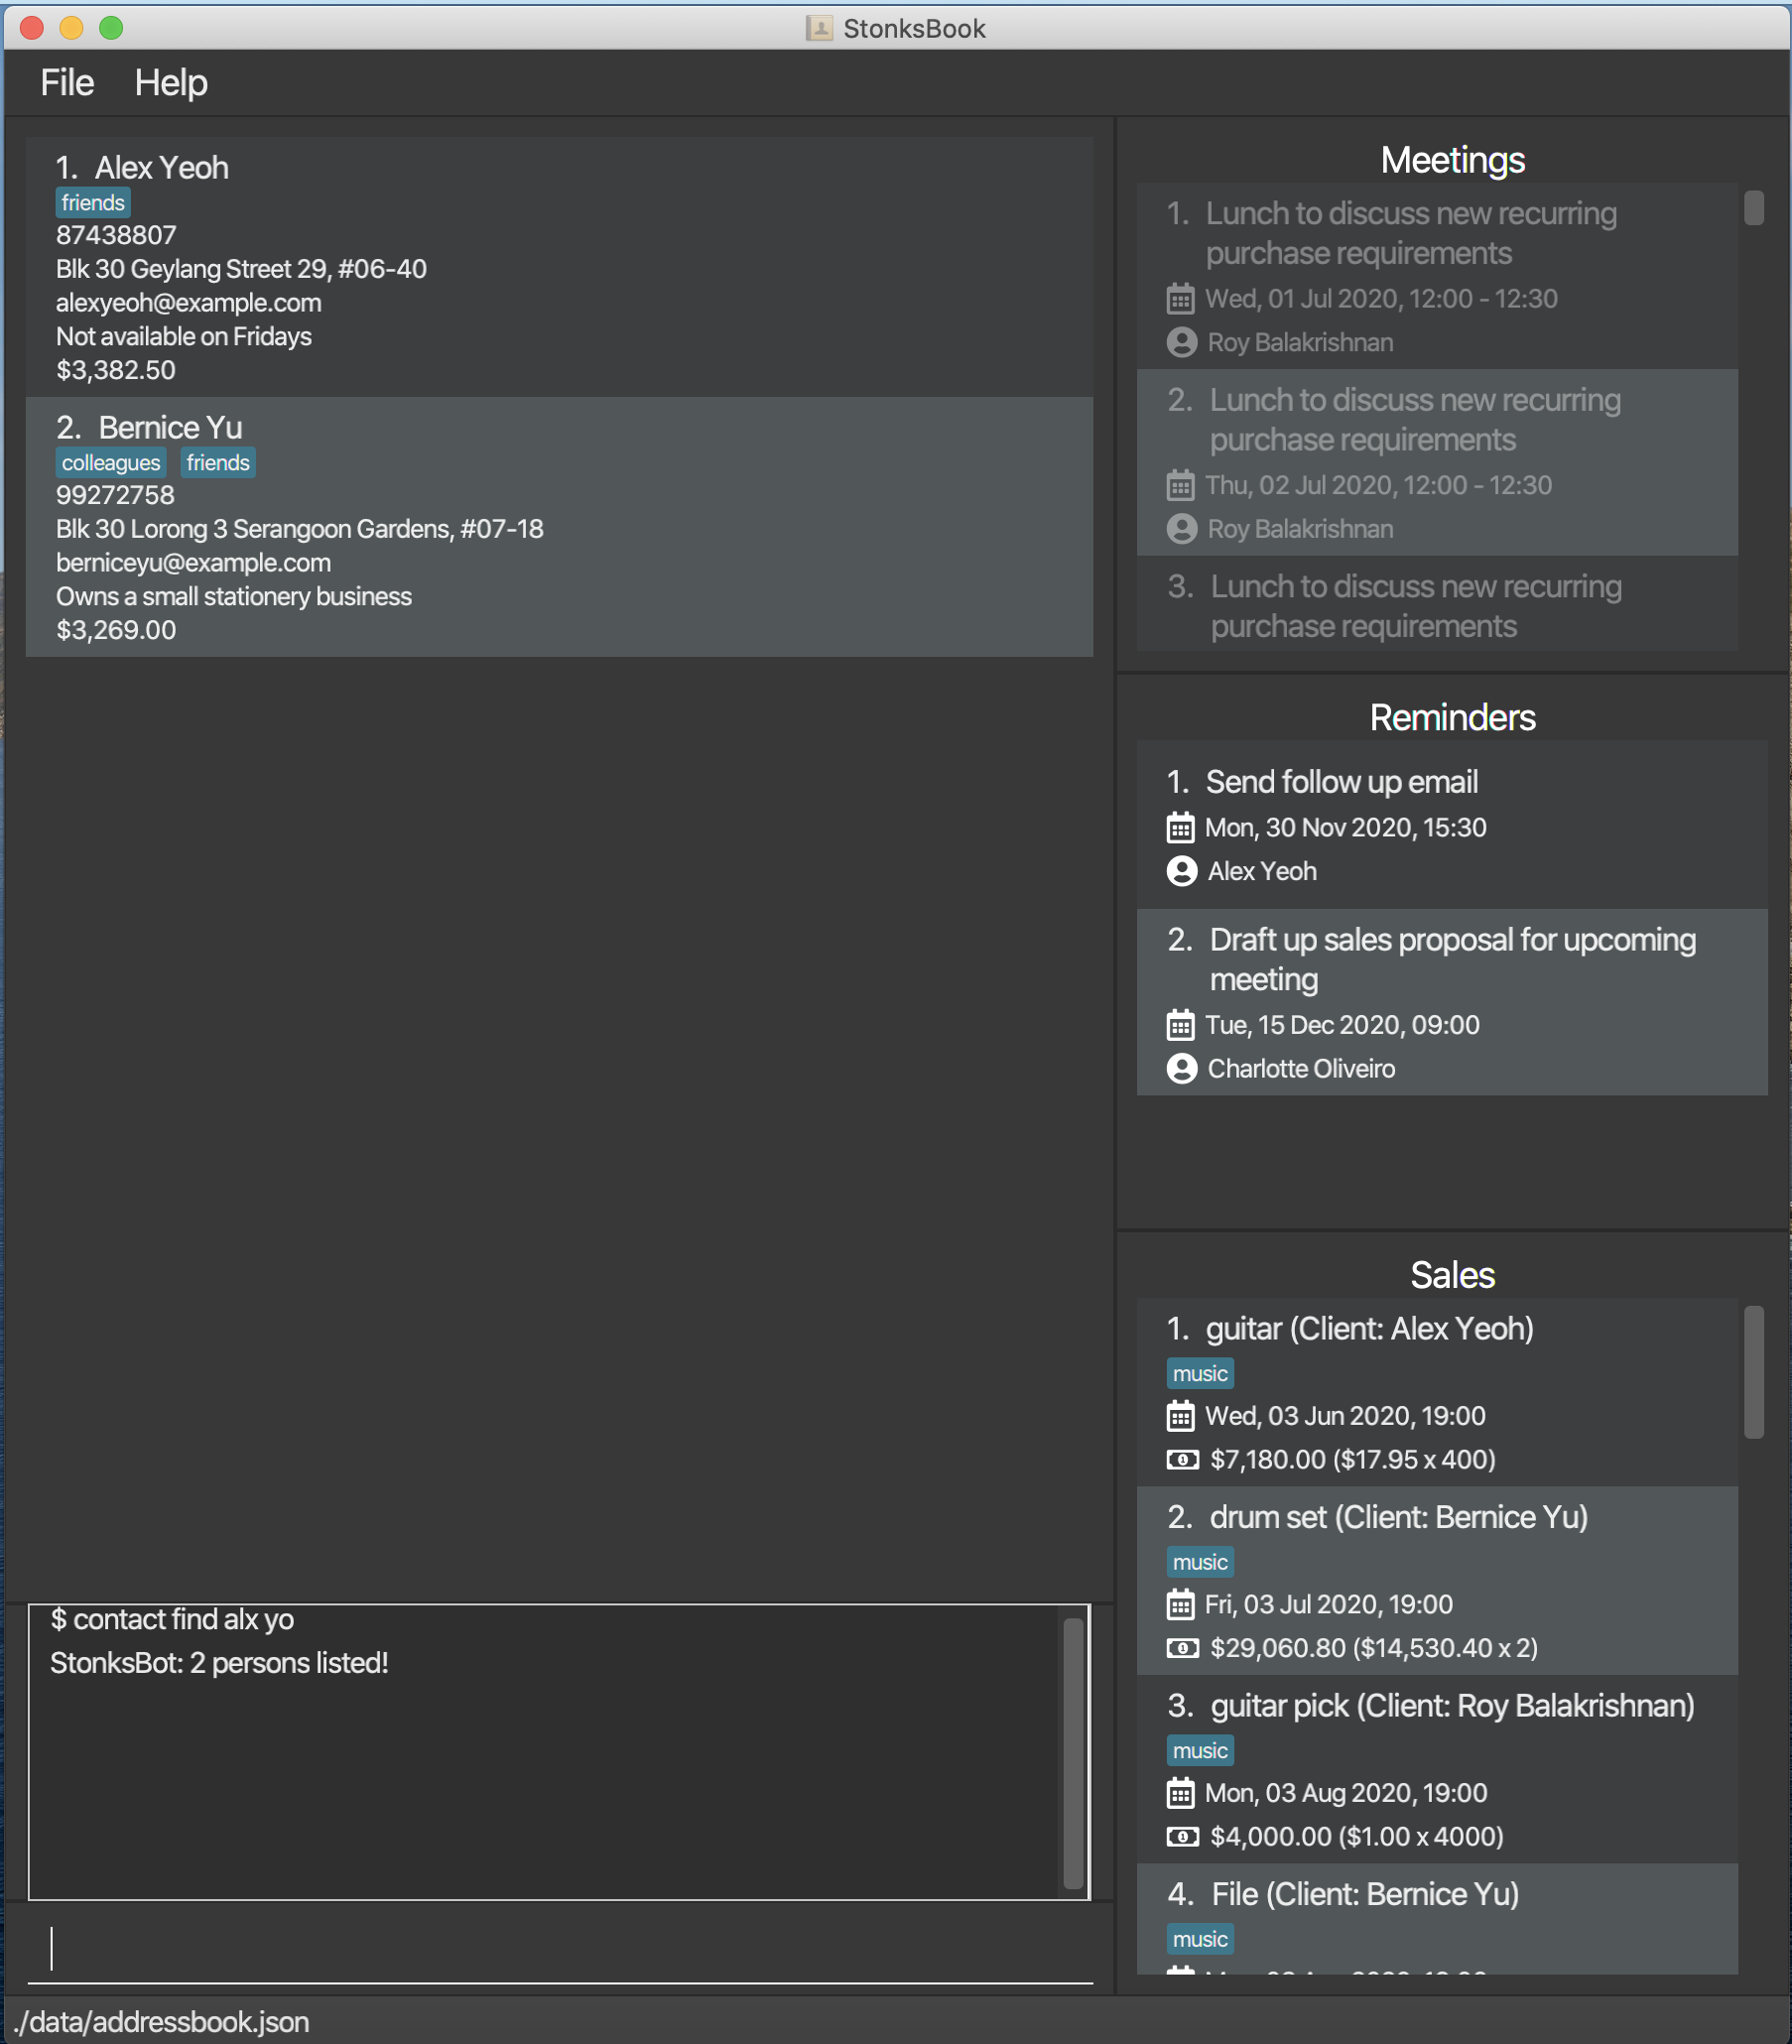 StonksBook
File Help
1. Alex Yeoh
friends
87438807
Blk 30 Geylang Street 29, #06-40
alexyeoh@example.com
Not available on Fridays
$3,382.50
2. Bernice Yu
colleagues friends
99272758
Blk 30 Lorong 3 Serangoon Gardens, #07-18
berniceyu@example.com
Owns a small stationery business
$3,269.00
$ contact find alx yo
StonksBot: 2 persons listed!
Meetings
1. Lunch to discuss new recurring
purchase requirements
Wed, 01 Jul 2020, 12:00 - 12:30
Roy Balakrishnan
2. Lunch to discuss new recurring
purchase requirements
Thu, 02 Jul 2020, 12:00 - 12:30
Roy Balakrishnan
3. Lunch to discuss new recurring
purchase requirements
Reminders
1. Send follow up email
Mon, 30 Nov 2020, 15:30
Alex Yeoh
2. Draft up sales proposal for upcoming
meeting
Tue, 15 Dec 2020, 09:00
Charlotte Oliveiro
Sales
1. guitar (Client: Alex Yeoh)
music
Wed, 03 Jun 2020, 19:00
$7,180.00 ($17.95 x 400)
2. drum set (Client: Bernice Yu)
music
Fri, 03 Jul 2020, 19:00
$29,060.80 ($14,530.40 x 2)
3. guitar pick (Client: Roy Balakrishnan)
music
Mon, 03 Aug 2020, 19:00
$4,000.00 ($1.00 x 4000)
4. File (Client: Bernice Yu)
music
./data/addressbook.json